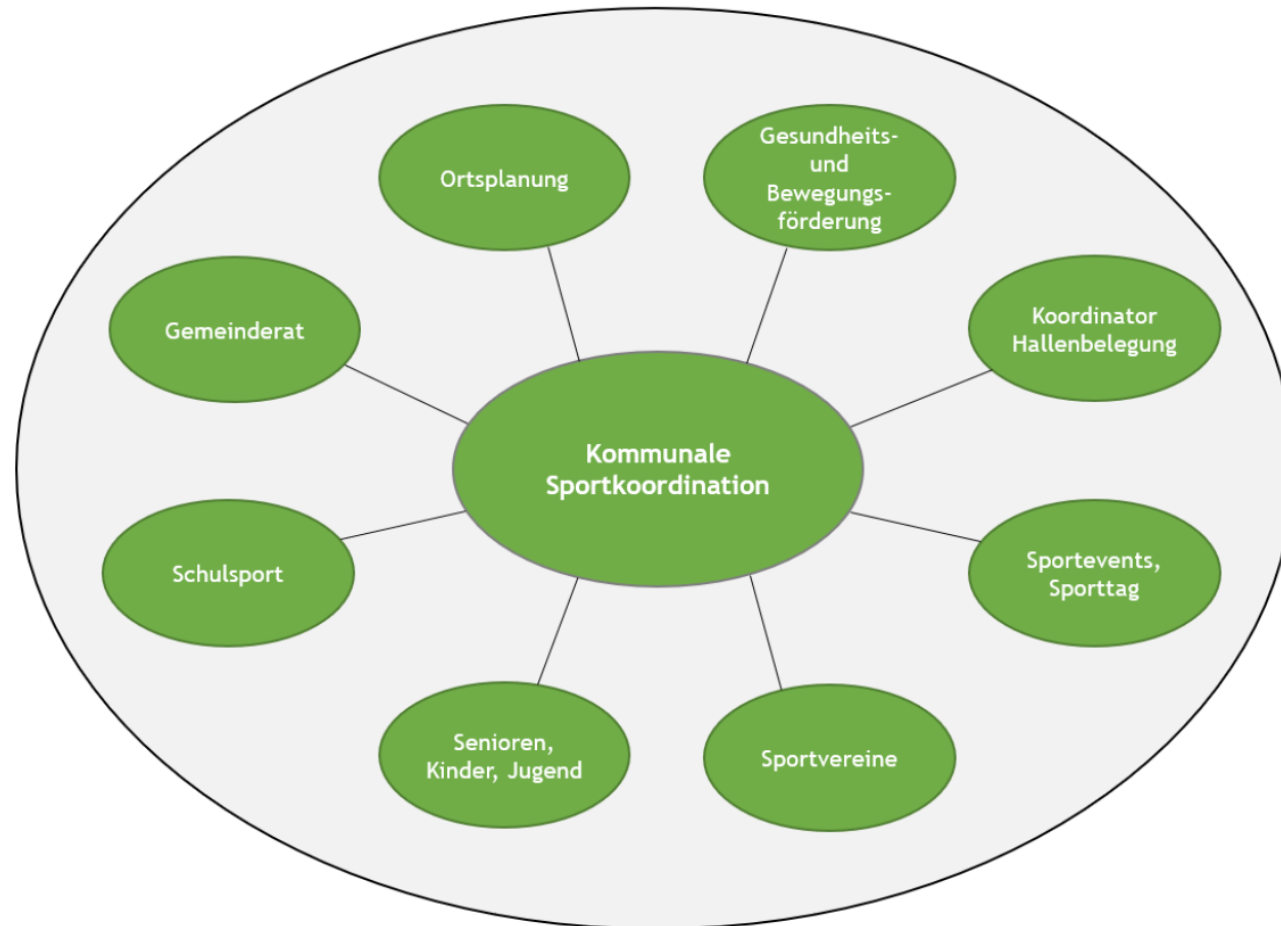 Ortsplanung
Gesundheits-
und
Bewegungs-
förderung
Gemeinderat
Koordinator
Hallenbelegung
Kommunale
Sportkoordination
Schulsport
Sportevents,
Sporttag
Senioren,
Kinder, Jugend
Sportvereine